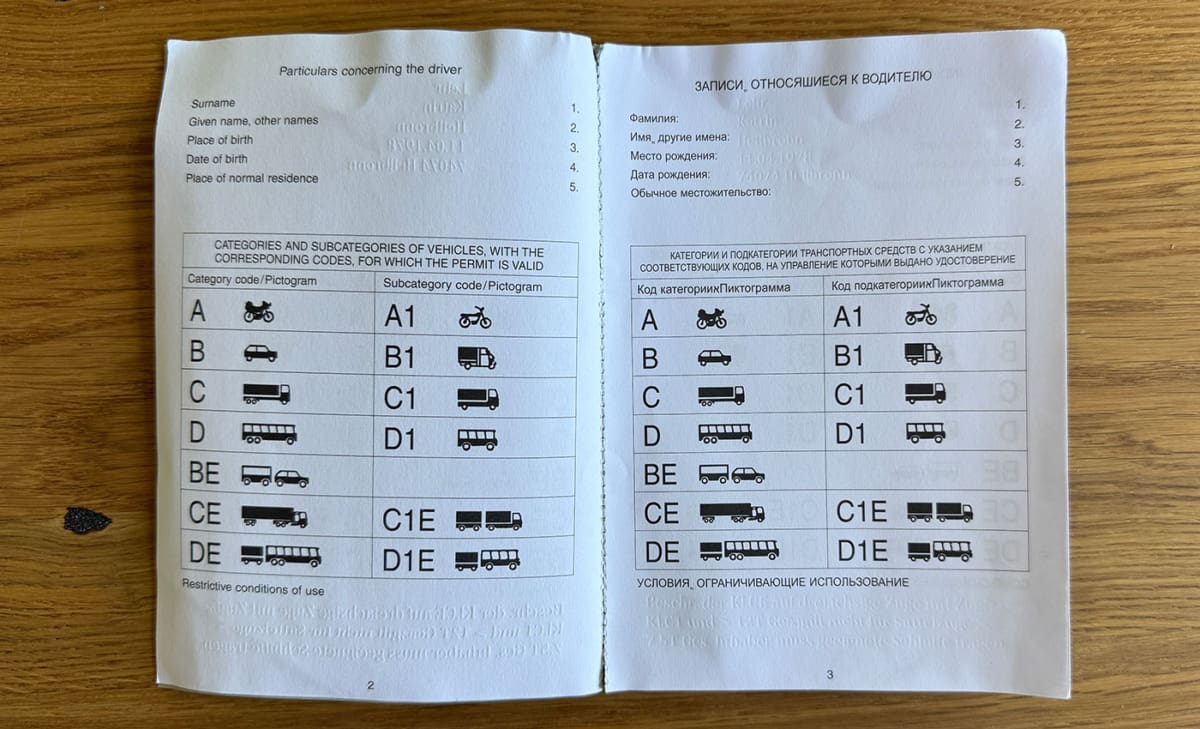 Particulars concerning the driver
Surname 1.
Given name, other names 2.
Place of birth 3.
Date of birth 4.
Place of normal residence 5.
CATEGORIES AND SUBCATEGORIES OF VEHICLES, WITH THE
CORRESPONDING CODES, FOR WHICH THE PERMIT IS VALID
Category code/Pictogram Subcategory code/Pictogram
A A1
B B1
C C1
D D1
BE
CE C1E
DE D1E
Restrictive conditions of use
2
ЗАПИСИ„ ОТНОСЯШИЕСЯ К ВОДИТЕЛЮ
Фамилия: 1.
Имя„ другие имена: 2.
Место рождения: 3.
Дата рождения: 4.
Обычное местожительство: 5.
КАТЕГОРИИ И ПОДКАТЕГОРИИ ТРАНСПОРТНЫХ СРЕДСТВ С УКАЗАНИЕМ
СООТВЕТСТВУЮЩИХ КОДОВ, НА УПРАВЛЕНИЕ КОТОРЫМИ ВЫДАНО УДОСТОВЕРЕНИЕ
Код категорииxПиктограмма Код подкатегорииxПиктограмма
A A1
B B1
C C1
D D1
BE
CE C1E
DE D1E
УСЛОВИЯ„ ОГРАНИЧИВАЮЩИЕ ИСПОЛЬЗОВАНИЕ
3